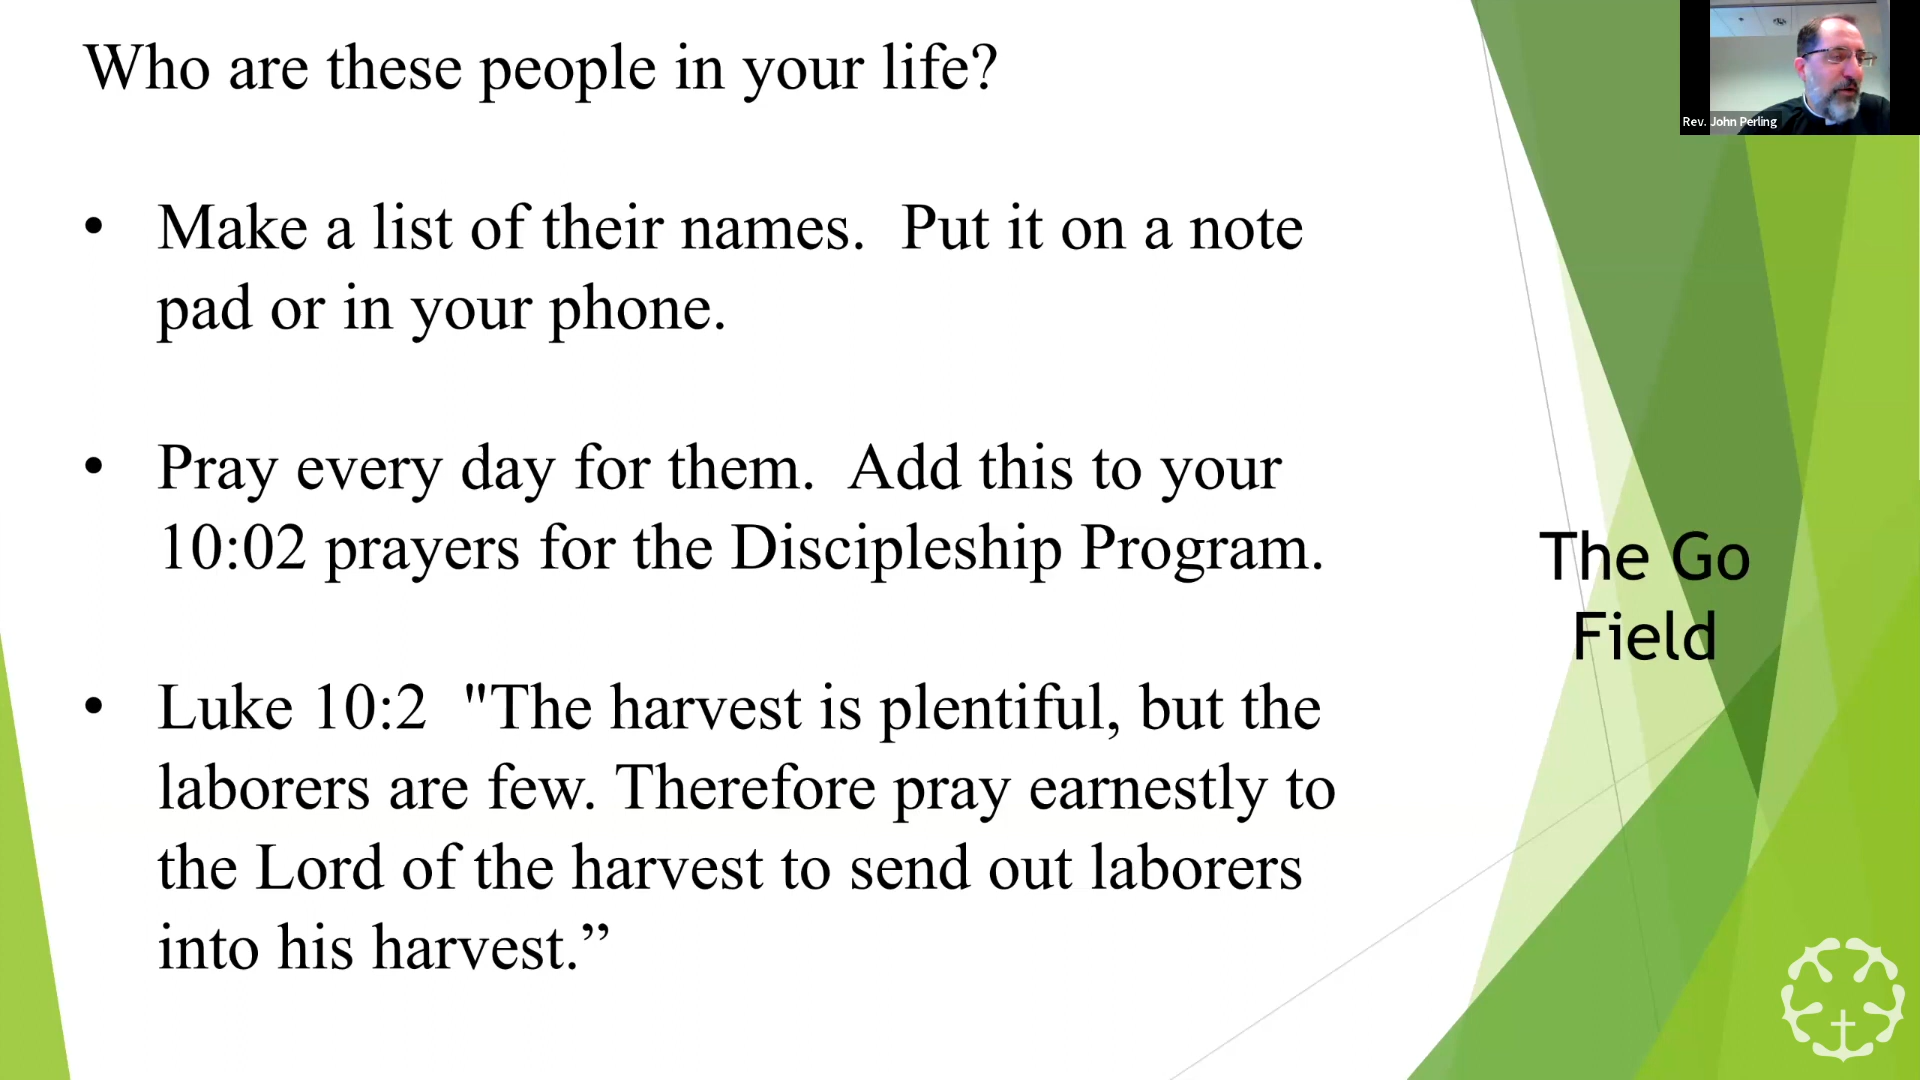 Who are these people in your life?
• Make a list of their names.  Put it on a note
pad or in your phone.
• Pray every day for them.  Add this to your
10:02 prayers for the Discipleship Program.
• Luke 10:2  "The harvest is plentiful, but the
laborers are few. Therefore pray earnestly to
the Lord of the harvest to send out laborers
into his harvest.”
The Go
Field
Rev. John Perling